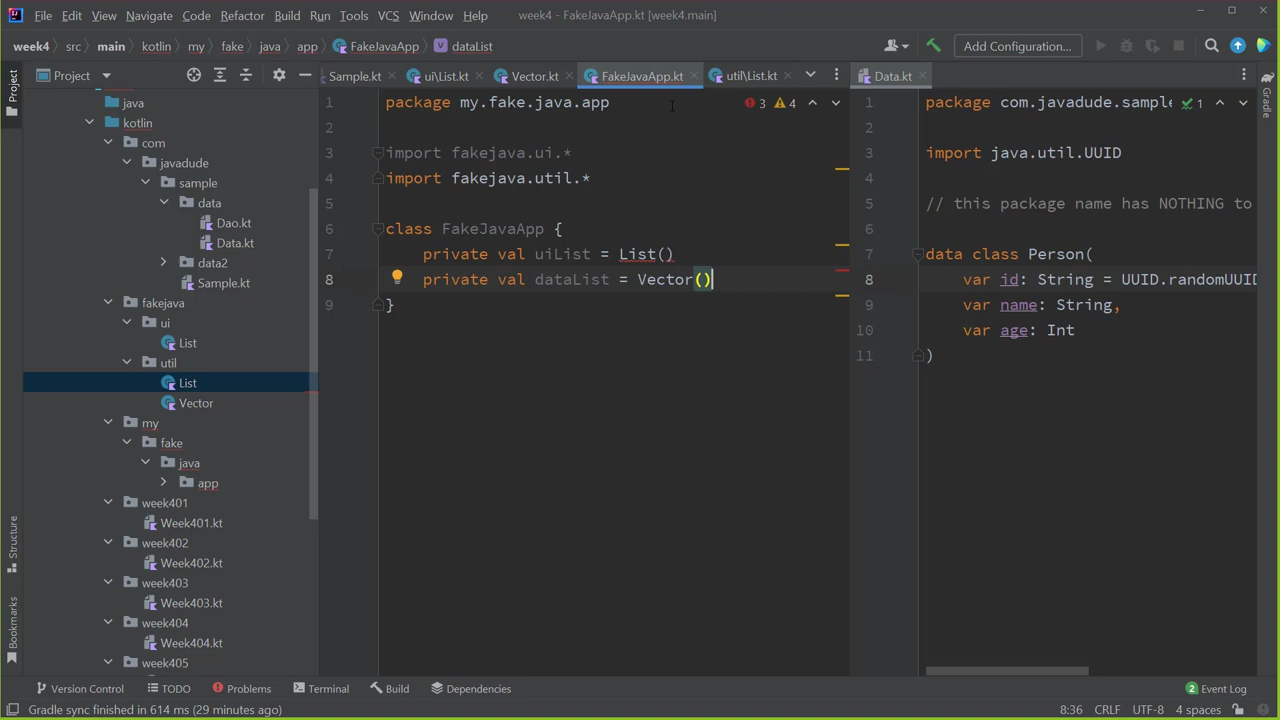 File Edit View Navigate Code Refactor Build Run Tools VCS Window Help week4 - FakeJavaApp.kt [week4.main]
week4 src main kotlin my fake java app FakeJavaApp dataList Add Configuration...
Project
Project
Sample.kt ui\List.kt Vector.kt FakeJavaApp.kt util\List.kt Data.kt
Gradle
java
kotlin
com
javadude
sample
data
Dao.kt
Data.kt
data2
Sample.kt
fakejava
ui
List
util
List
Vector
my
fake
java
app
week401
Week401.kt
week402
Week402.kt
week403
Week403.kt
week404
Week404.kt
week405
Structure
Bookmarks
1 package my.fake.java.app 3 4
2
3 import fakejava.ui.*
4 import fakejava.util.*
5
6 class FakeJavaApp {
7 private val uiList = List()
8 private val dataList = Vector()
9 }
1 package com.javadude.sample 1
2
3 import java.util.UUID
4
5 // this package name has NOTHING to
6
7 data class Person(
8 var id: String = UUID.randomUUID
9 var name: String,
10 var age: Int
11 )
Version Control TODO Problems Terminal Build Dependencies 2 Event Log
Gradle sync finished in 614 ms (29 minutes ago) 8:36 CRLF UTF-8 4 spaces